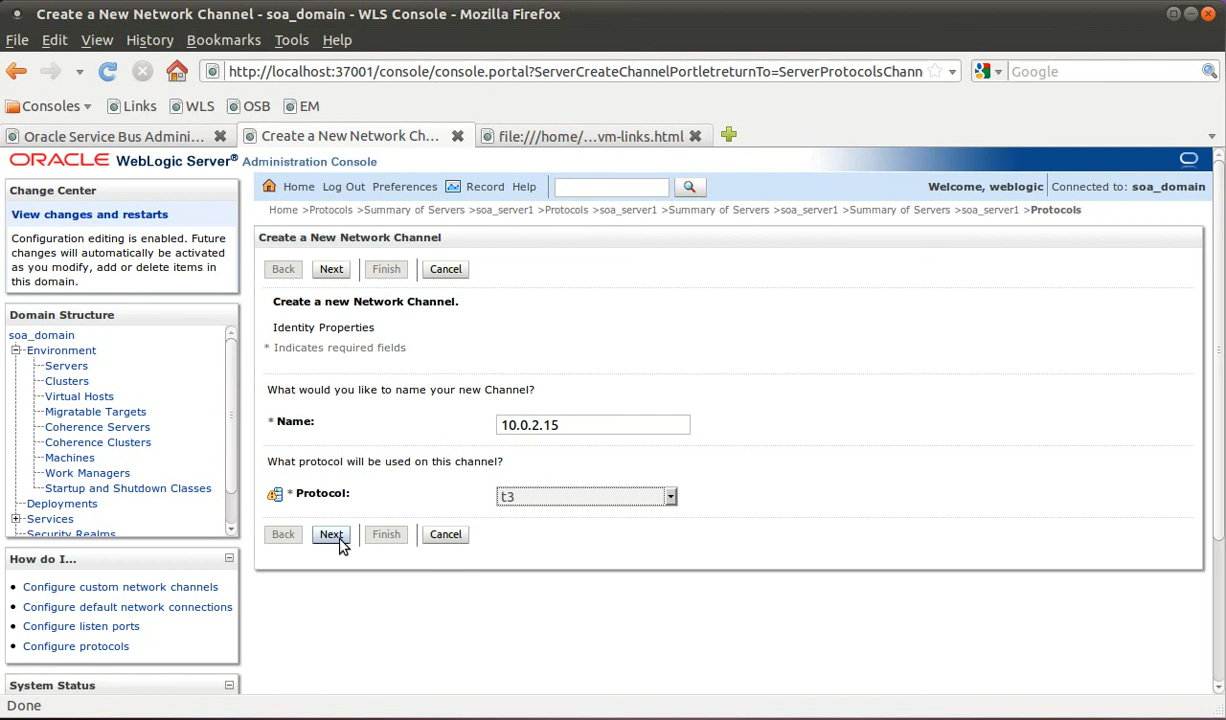 Create a New Network Channel - soa_domain - WLS Console - Mozilla Firefox
File Edit View History Bookmarks Tools Help
http://localhost:37001/console/console.portal?ServerCreateChannelPortletreturnTo=ServerProtocolsChann
Google
Consoles Links WLS OSB EM
Oracle Service Bus Admini...
Create a New Network Ch...
file:///home/...vm-links.html
ORACLE WebLogic Server® Administration Console
Change Center
View changes and restarts
Configuration editing is enabled. Future
changes will automatically be activated
as you modify, add or delete items in
this domain.
Domain Structure
soa_domain
Environment
Servers
Clusters
Virtual Hosts
Migratable Targets
Coherence Servers
Coherence Clusters
Machines
Work Managers
Startup and Shutdown Classes
Deployments
Services
Security Realms
How do I...
Configure custom network channels
Configure default network connections
Configure listen ports
Configure protocols
System Status
Home Log Out Preferences Record Help
Welcome, weblogic Connected to: soa_domain
Home >Protocols >Summary of Servers >soa_server1 >Protocols >soa_server1 >Summary of Servers >soa_server1 >Summary of Servers >soa_server1 >Protocols
Create a New Network Channel
Back Next Finish Cancel
Create a new Network Channel.
Identity Properties
* Indicates required fields
What would you like to name your new Channel?
* Name: 10.0.2.15
What protocol will be used on this channel?
* Protocol: t3
Back Next Finish Cancel
Done